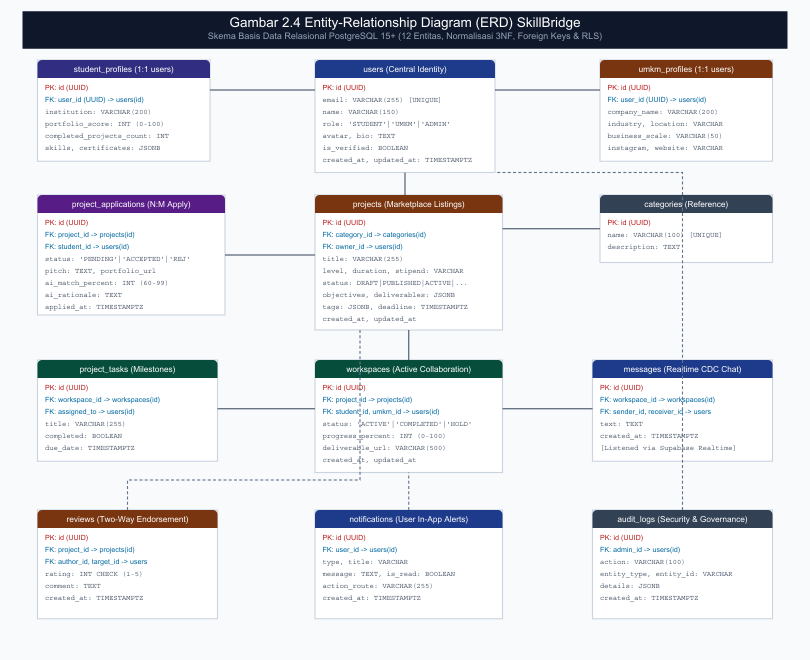 Gambar 2.4 Entity-Relationship Diagram (ERD) SkillBridge
Skema Basis Data Relasional PostgreSQL 15+ (12 Entitas, Normalisasi 3NF, Foreign Keys & RLS)
student_profiles (1:1 users)
PK: id (UUID)
FK: user_id (UUID) -> users(id)
institution: VARCHAR(200)
portfolio_score: INT (0-100)
completed_projects_count: INT
skills, certificates: JSONB
users (Central Identity)
PK: id (UUID)
email: VARCHAR(255) [UNIQUE]
name: VARCHAR(150)
role: 'STUDENT'|'UMKM'|'ADMIN'
avatar, bio: TEXT
is_verified: BOOLEAN
created_at, updated_at: TIMESTAMPTZ
umkm_profiles (1:1 users)
PK: id (UUID)
FK: user_id (UUID) -> users(id)
company_name: VARCHAR(200)
industry, location: VARCHAR
business_scale: VARCHAR(50)
instagram, website: VARCHAR
project_applications (N:M Apply)
PK: id (UUID)
FK: project_id -> projects(id)
FK: student_id -> users(id)
status: 'PENDING'|'ACCEPTED'|'REJ'
pitch: TEXT, portfolio_url
ai_match_percent: INT (60-99)
ai_rationale: TEXT
applied_at: TIMESTAMPTZ
projects (Marketplace Listings)
PK: id (UUID)
FK: category_id -> categories(id)
FK: owner_id -> users(id)
title: VARCHAR(255)
level, duration, stipend: VARCHAR
status: DRAFT|PUBLISHED|ACTIVE|...
objectives, deliverables: JSONB
tags: JSONB, deadline: TIMESTAMPTZ
created_at, updated_at
categories (Reference)
PK: id (UUID)
name: VARCHAR(100) [UNIQUE]
description: TEXT
project_tasks (Milestones)
PK: id (UUID)
FK: workspace_id -> workspaces(id)
FK: assigned_to -> users(id)
title: VARCHAR(255)
completed: BOOLEAN
due_date: TIMESTAMPTZ
workspaces (Active Collaboration)
PK: id (UUID)
FK: project_id -> projects(id)
FK: student_id, umkm_id -> users(id)
status: 'ACTIVE'|'COMPLETED'|'HOLD'
progress_percent: INT (0-100)
deliverable_url: VARCHAR(500)
created_at, updated_at
messages (Realtime CDC Chat)
PK: id (UUID)
FK: workspace_id -> workspaces(id)
FK: sender_id, receiver_id -> users
text: TEXT
created_at: TIMESTAMPTZ
[Listened via Supabase Realtime]
reviews (Two-Way Endorsement)
PK: id (UUID)
FK: project_id -> projects(id)
FK: author_id, target_id -> users
rating: INT CHECK (1-5)
comment: TEXT
created_at: TIMESTAMPTZ
notifications (User In-App Alerts)
PK: id (UUID)
FK: user_id -> users(id)
type, title: VARCHAR
message: TEXT, is_read: BOOLEAN
action_route: VARCHAR(255)
created_at: TIMESTAMPTZ
audit_logs (Security & Governance)
PK: id (UUID)
FK: admin_id -> users(id)
action: VARCHAR(100)
entity_type, entity_id: VARCHAR
details: JSONB
created_at: TIMESTAMPTZ